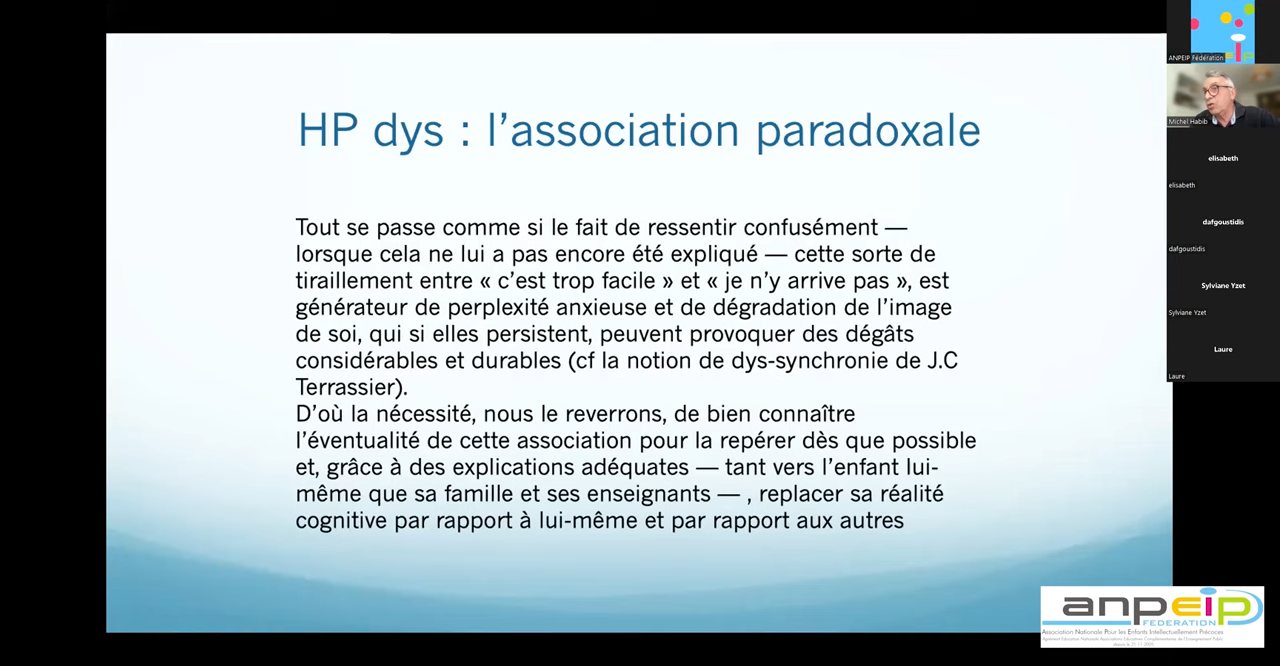 HP dys : l’association paradoxale
Tout se passe comme si le fait de ressentir confusément —
lorsque cela ne lui a pas encore été expliqué — cette sorte de
tiraillement entre « c’est trop facile » et « je n’y arrive pas », est
générateur de perplexité anxieuse et de dégradation de l’image
de soi, qui si elles persistent, peuvent provoquer des dégâts
considérables et durables (cf la notion de dys-synchronie de J.C
Terrassier).
D’où la nécessité, nous le reverrons, de bien connaître
l’éventualité de cette association pour la repérer dès que possible
et, grâce à des explications adéquates — tant vers l’enfant lui-
même que sa famille et ses enseignants — , replacer sa réalité
cognitive par rapport à lui-même et par rapport aux autres
ANPEIP Fédération
Michel Habib
elisabeth
elisabeth
dafgoustidis
dafgoustidis
Sylviane Yzet
Sylviane Yzet
Laure
Laure
anpeip
FEDERATION
Association Nationale Pour les Enfants Intellectuellement Précoces